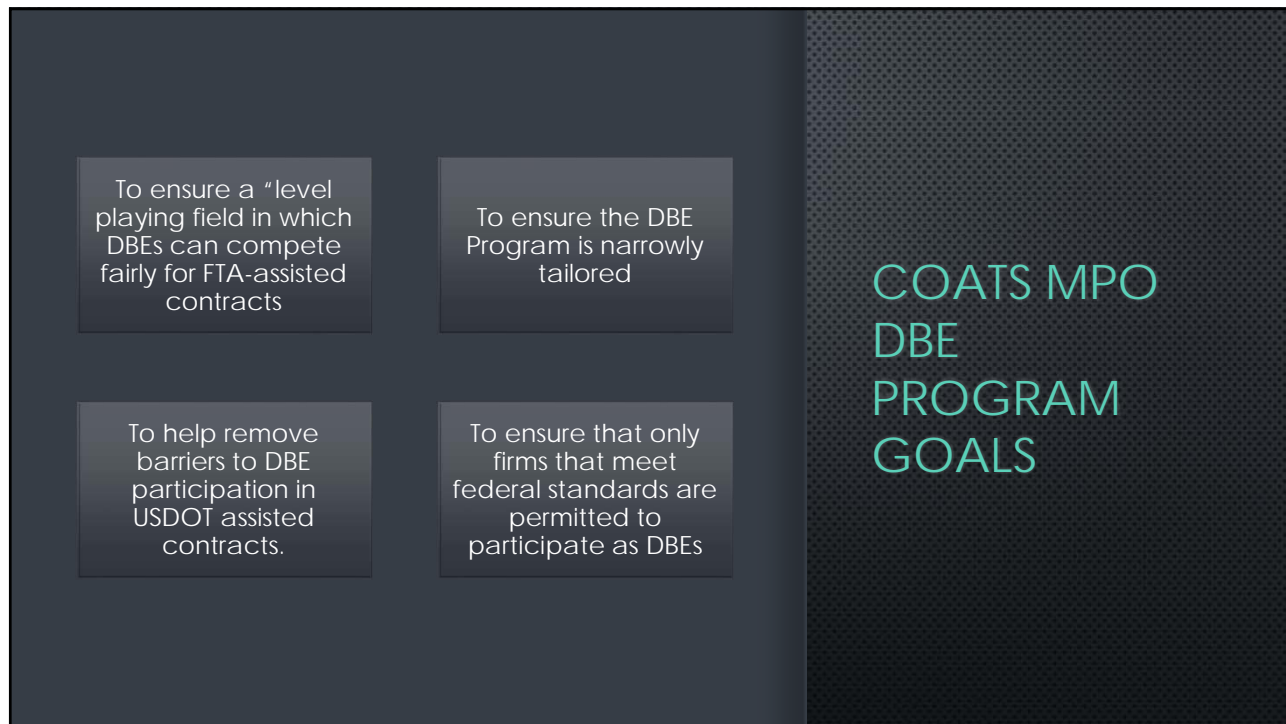 To ensure a “level
playing field in which
DBEs can compete
fairly for FTA-assisted
contracts
To ensure the DBE
Program is narrowly
tailored
To help remove
barriers to DBE
participation in
USDOT assisted
contracts.
To ensure that only
firms that meet
federal standards are
permitted to
participate as DBEs
COATS MPO
DBE
PROGRAM
GOALS